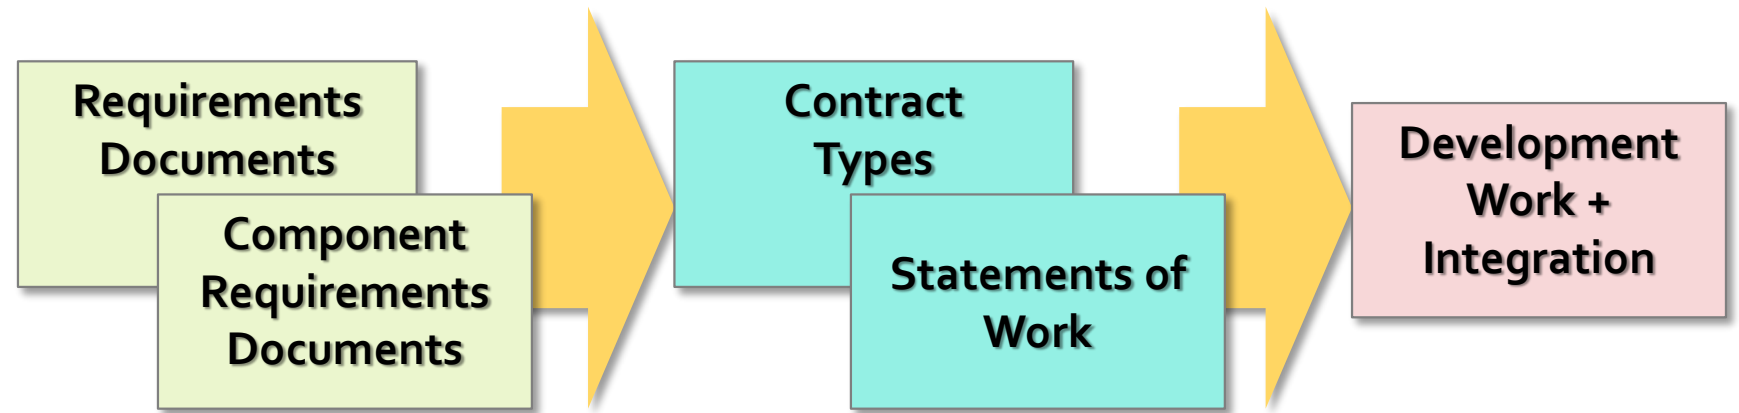 Requirements
Documents
Component
Requirements
Documents
Contract
Types
Statements of
Work
Development
Work +
Integration